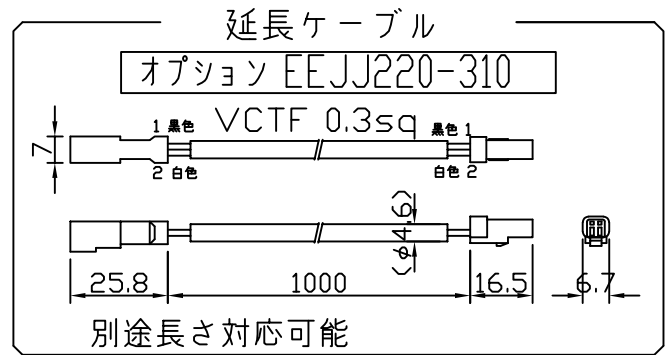 延長ケーブル
オプション EEJJ220-310
VCTF 0.3sq
1 黒色
黒色 1
7
2 白色
白色 2
(φ4.6)
25.8
1000
16.5
6.7
別途長さ対応可能